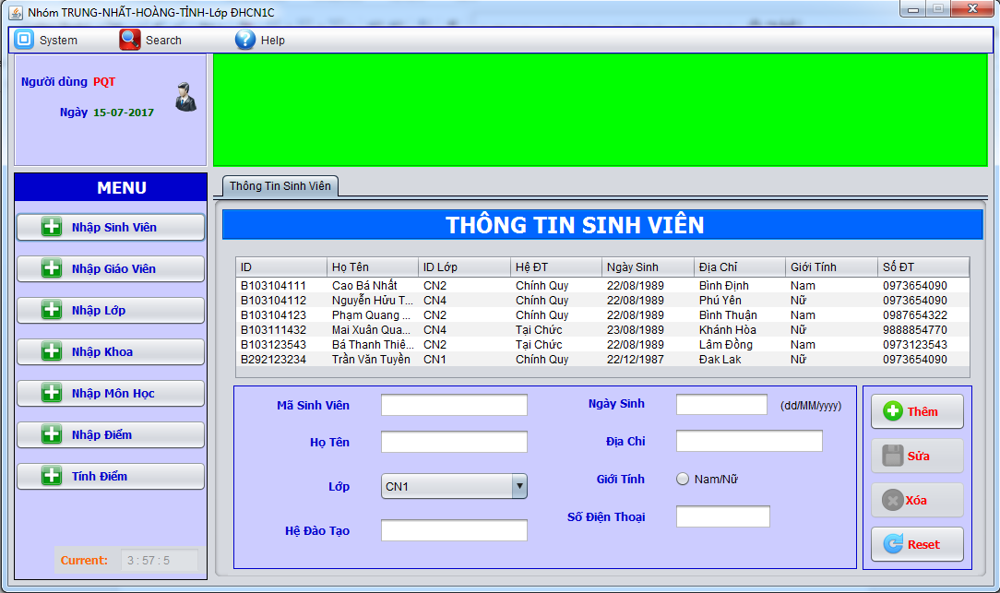 Nhóm TRUNG-NHẤT-HOÀNG-TỈNH-Lớp ĐHCN1C
System Search Help
Người dùng PQT
Ngày 15-07-2017
MENU
Nhập Sinh Viên
Nhập Giáo Viên
Nhập Lớp
Nhập Khoa
Nhập Môn Học
Nhập Điểm
Tính Điểm
Current: 3 : 57 : 5
Thông Tin Sinh Viên
THÔNG TIN SINH VIÊN
ID Họ Tên ID Lớp Hệ ĐT Ngày Sinh Địa Chỉ Giới Tính Số ĐT
B103104111 Cao Bá Nhất CN2 Chính Quy 22/08/1989 Bình Định Nam 0973654090
B103104112 Nguyễn Hửu T... CN4 Chính Quy 22/08/1989 Phú Yên Nữ 0973654090
B103104123 Phạm Quang ... CN2 Chính Quy 22/08/1989 Bình Thuận Nam 0987654322
B103111432 Mai Xuân Qua... CN4 Tại Chức 23/08/1989 Khánh Hòa Nữ 9888854770
B103123543 Bá Thanh Thiê... CN2 Tại Chức 22/08/1989 Lâm Đồng Nam 0973123543
B292123234 Trần Văn Tuyền CN1 Chính Quy 22/12/1987 Đak Lak Nữ 0973654090
Mã Sinh Viên
Họ Tên
Lớp CN1
Hệ Đào Tạo
Ngày Sinh (dd/MM/yyyy)
Địa Chỉ
Giới Tính Nam/Nữ
Số Điện Thoại
Thêm
Sửa
Xóa
Reset